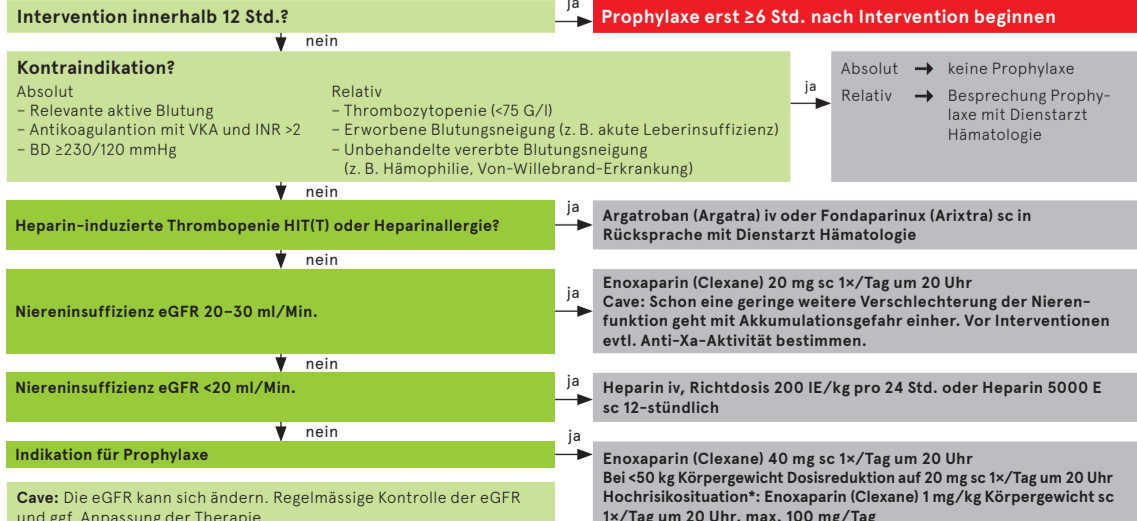 Intervention innerhalb 12 Std.?
ja
Prophylaxe erst ≥6 Std. nach Intervention beginnen
nein
Kontraindikation?
Absolut
– Relevante aktive Blutung
– Antikoagulantion mit VKA und INR >2
– BD ≥230/120 mmHg
Relativ
– Thrombozytopenie (<75 G/l)
– Erworbene Blutungsneigung (z. B. akute Leberinsuffizienz)
– Unbehandelte vererbte Blutungsneigung
(z. B. Hämophilie, Von-Willebrand-Erkrankung)
ja
Absolut → keine Prophylaxe
Relativ → Besprechung Prophy-
laxe mit Dienstarzt
Hämatologie
nein
Heparin-induzierte Thrombopenie HIT(T) oder Heparinallergie?
ja
Argatroban (Argatra) iv oder Fondaparinux (Arixtra) sc in
Rücksprache mit Dienstarzt Hämatologie
nein
Niereninsuffizienz eGFR 20–30 ml/Min.
ja
Enoxaparin (Clexane) 20 mg sc 1×/Tag um 20 Uhr
Cave: Schon eine geringe weitere Verschlechterung der Nieren-
funktion geht mit Akkumulationsgefahr einher. Vor Interventionen
evtl. Anti-Xa-Aktivität bestimmen.
nein
Niereninsuffizienz eGFR <20 ml/Min.
ja
Heparin iv, Richtdosis 200 IE/kg pro 24 Std. oder Heparin 5000 E
sc 12-stündlich
nein
Indikation für Prophylaxe
ja
Enoxaparin (Clexane) 40 mg sc 1×/Tag um 20 Uhr
Bei <50 kg Körpergewicht Dosisreduktion auf 20 mg sc 1×/Tag um 20 Uhr
Hochrisikosituation*: Enoxaparin (Clexane) 1 mg/kg Körpergewicht sc
1×/Tag um 20 Uhr, max. 100 mg/Tag
Cave: Die eGFR kann sich ändern. Regelmässige Kontrolle der eGFR
und ggf. Anpassung der Therapie